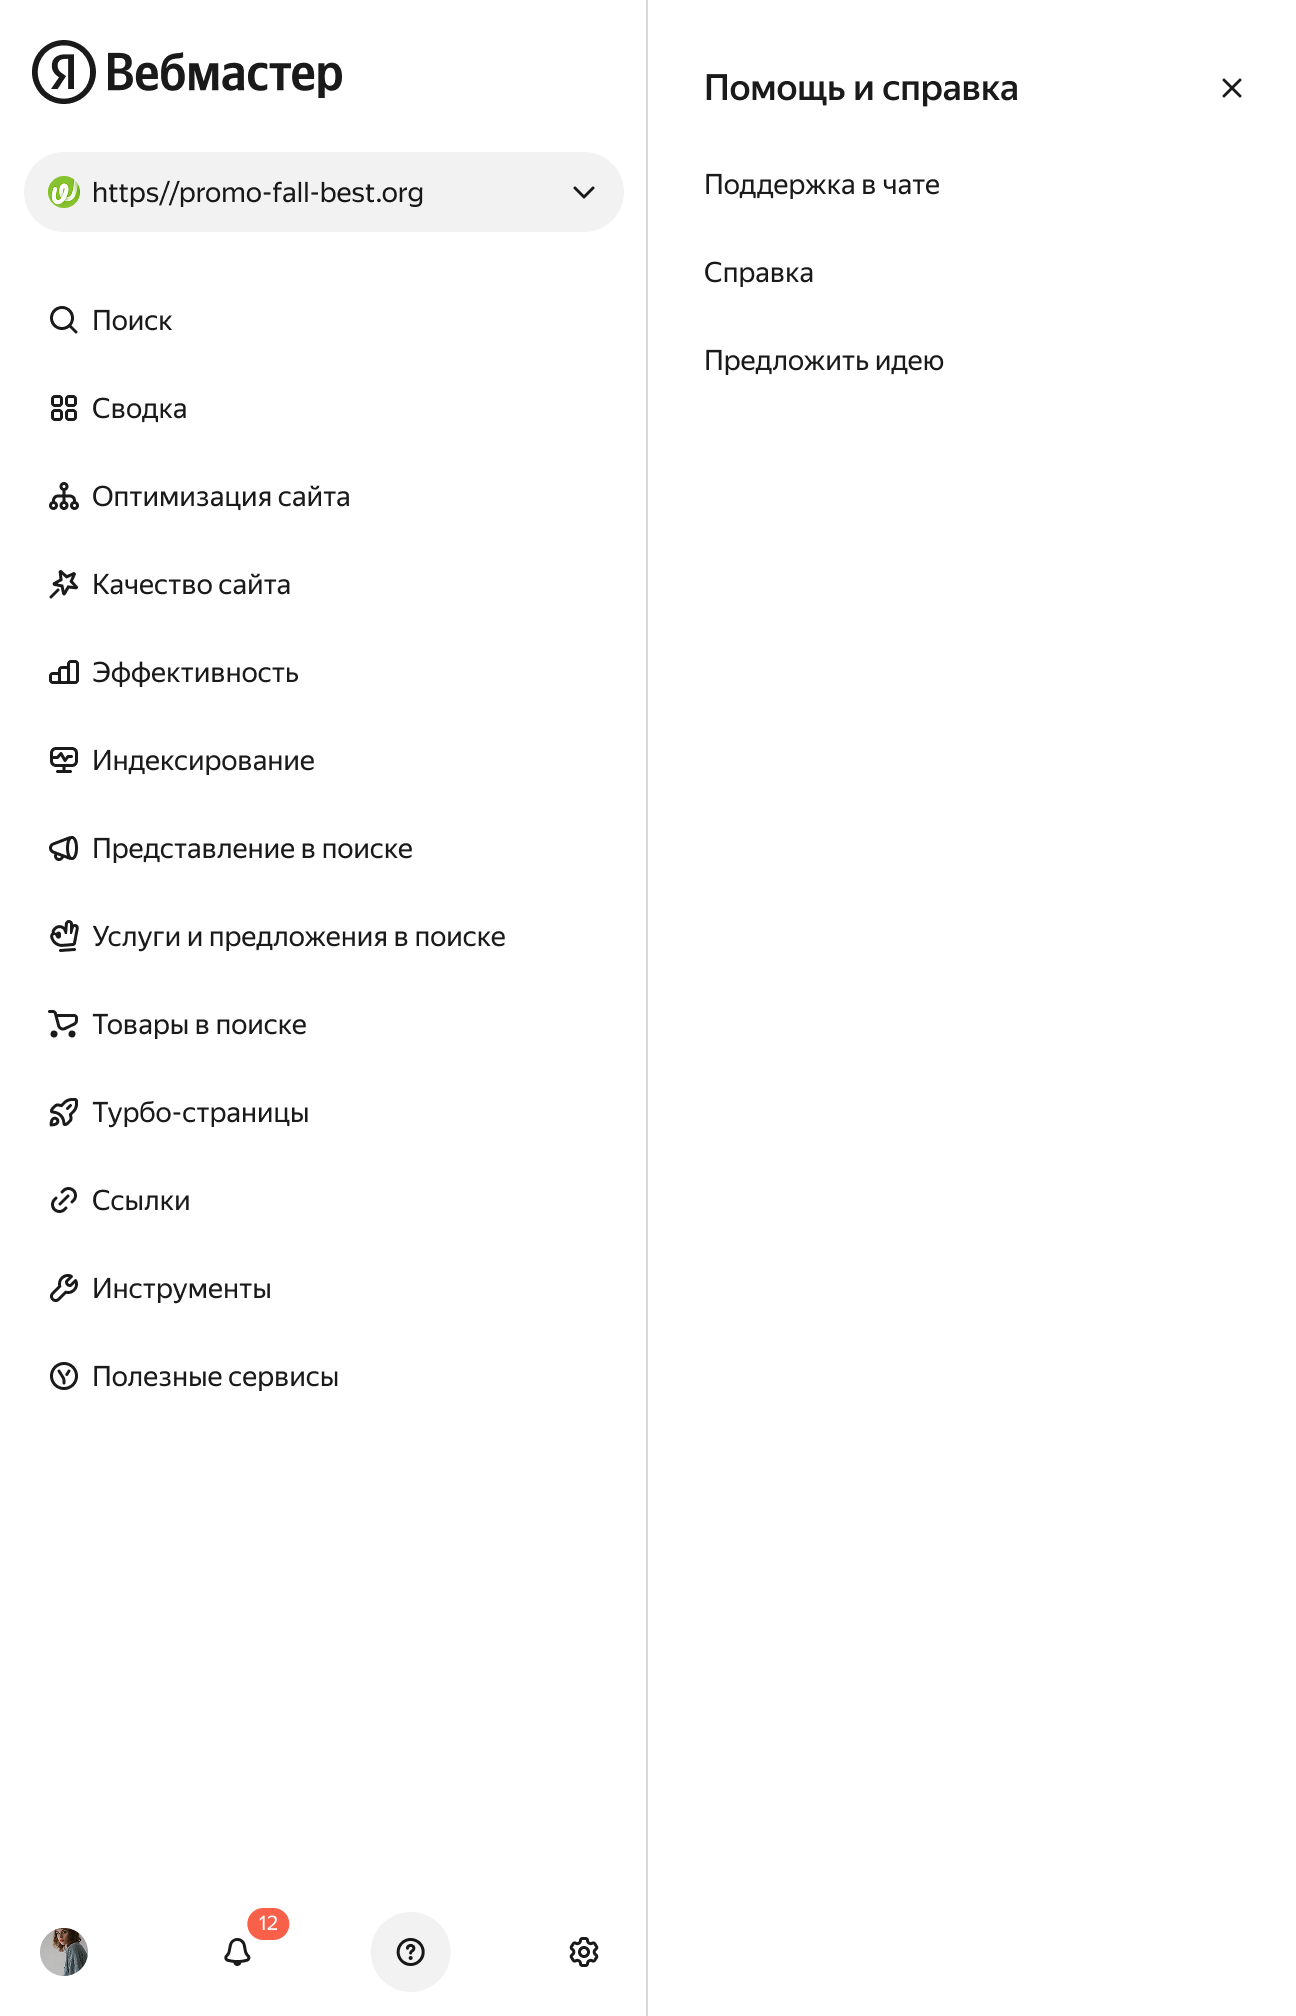 Я Вебмастер
https//promo-fall-best.org
Поиск
Сводка
Оптимизация сайта
Качество сайта
Эффективность
Индексирование
Представление в поиске
Услуги и предложения в поиске
Товары в поиске
Турбо-страницы
Ссылки
Инструменты
Полезные сервисы
12
Помощь и справка
Поддержка в чате
Справка
Предложить идею